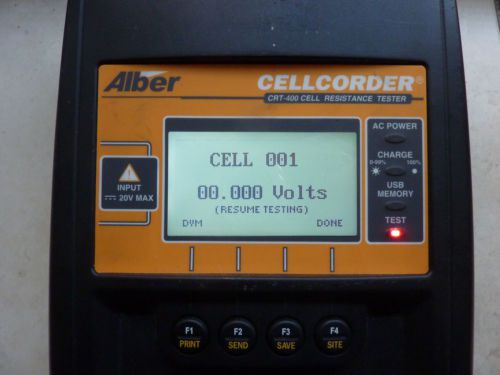 Alber
CELLCORDER®
CRT-400 CELL RESISTANCE TESTER
AC POWER
CHARGE
0-99% 100%
USB
MEMORY
TEST
INPUT
20V MAX
CELL 001
00.000 Volts
(RESUME TESTING)
DVM DONE
F1 F2 F3 F4
PRINT SEND SAVE SITE